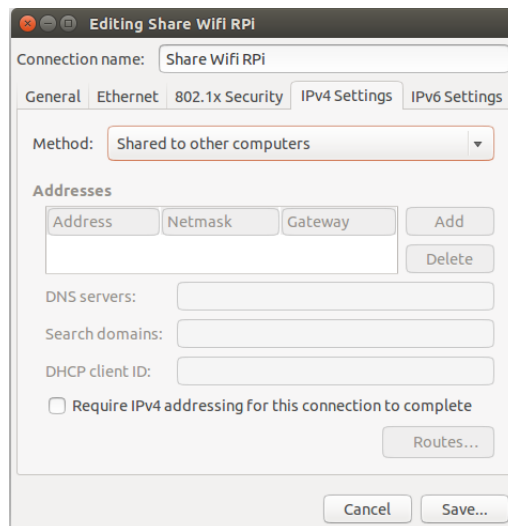 Editing Share Wifi RPi
Connection name: Share Wifi RPi
General Ethernet 802.1x Security IPv4 Settings IPv6 Settings
Method: Shared to other computers
Addresses
Address Netmask Gateway Add
Delete
DNS servers:
Search domains:
DHCP client ID:
Require IPv4 addressing for this connection to complete
Routes...
Cancel Save...